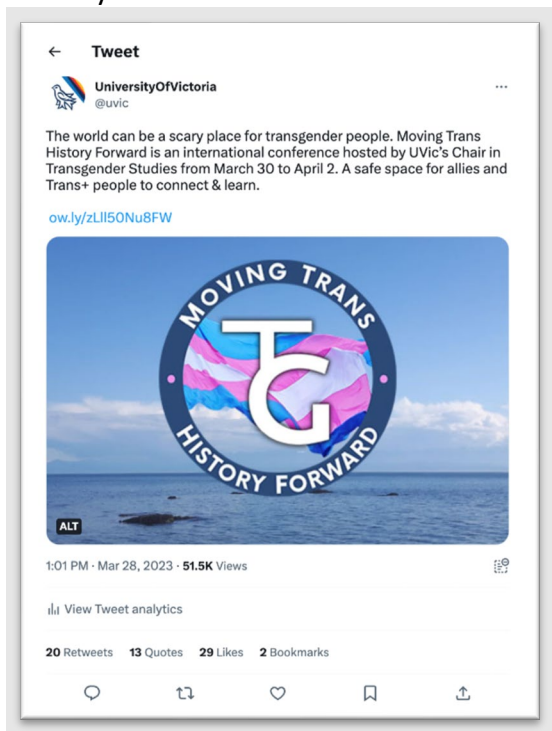 Tweet
UniversityOfVictoria
@uvic
The world can be a scary place for transgender people. Moving Trans
History Forward is an international conference hosted by UVic's Chair in
Transgender Studies from March 30 to April 2. A safe space for allies and
Trans+ people to connect & learn.
ow.ly/zLll50Nu8FW
MOVING TRANS
TG
HISTORY FORWARD
ALT
1:01 PM · Mar 28, 2023 · 51.5K Views
View Tweet analytics
20 Retweets 13 Quotes 29 Likes 2 Bookmarks